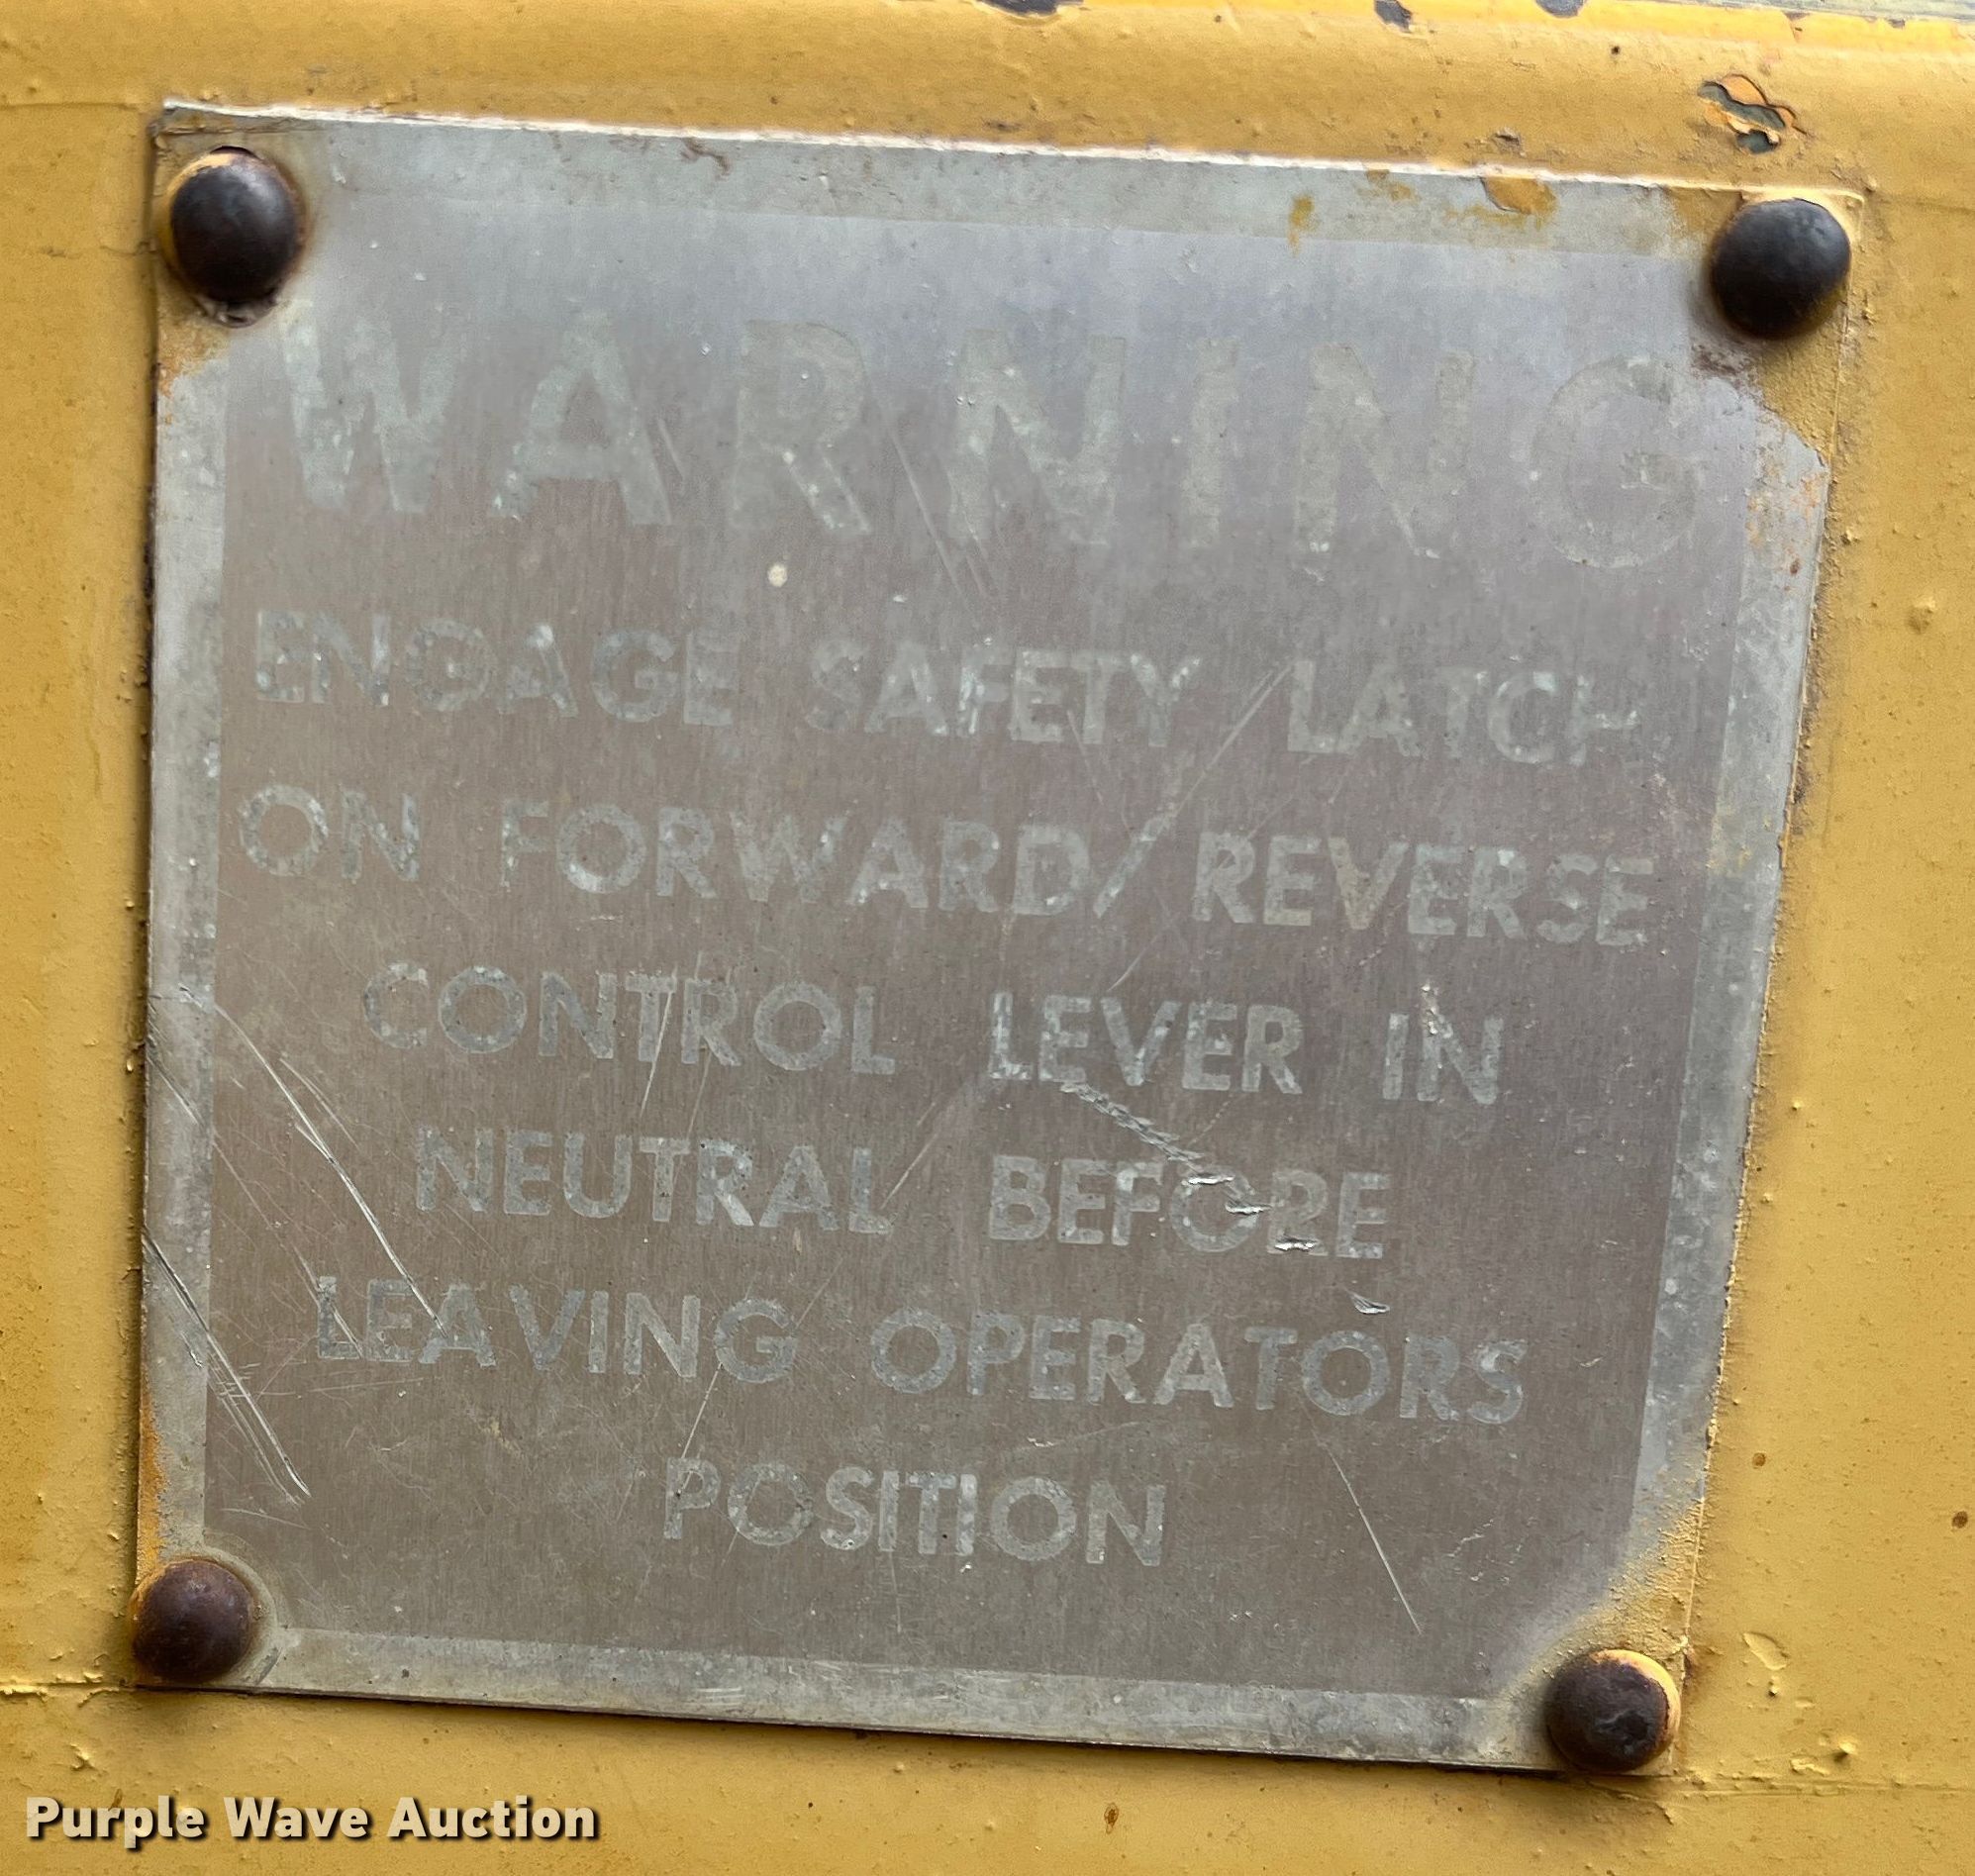 WARNING
ENGAGE SAFETY LATCH
ON FORWARD/REVERSE
CONTROL LEVER IN
NEUTRAL BEFORE
LEAVING OPERATORS
POSITION
Purple Wave Auction